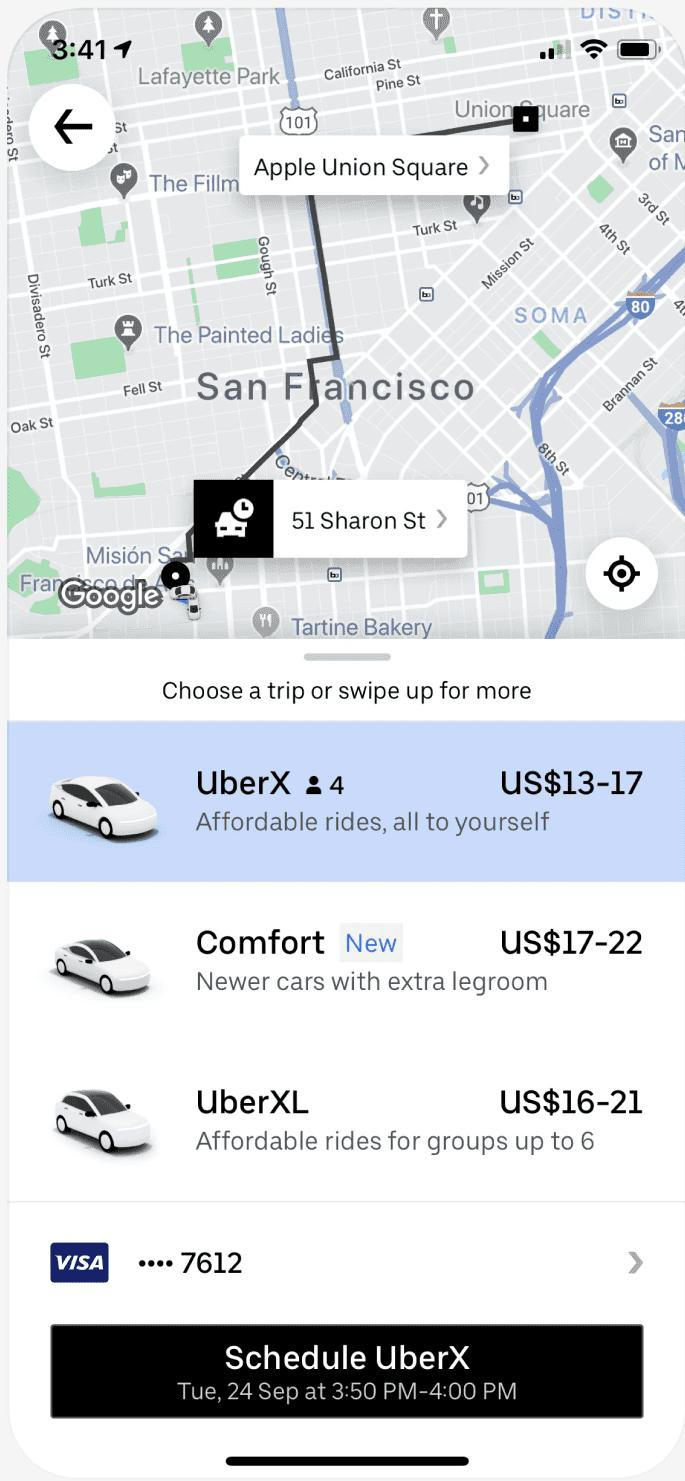 DIST
3:41
Lafayette Park
California St
Pine St
101
Union Square
St
St
Divisadero St
The Fillm
Apple Union Square
San
of M
3rd St
4th St
Turk St
Mission St
Gough St
Turk St
Divisadero St
SOMA
80
The Painted Ladies
San Francisco
Fell St
Oak St
Brannan St
280
8th St
Central
01
51 Sharon St
Misión Sa
Francisco d
Google
Tartine Bakery
Choose a trip or swipe up for more
UberX 4 US$13-17
Affordable rides, all to yourself
Comfort New US$17-22
Newer cars with extra legroom
UberXL US$16-21
Affordable rides for groups up to 6
VISA •••• 7612
Schedule UberX
Tue, 24 Sep at 3:50 PM-4:00 PM